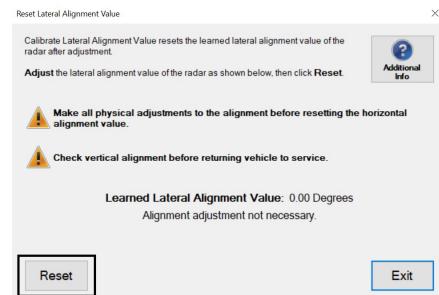 Reset Lateral Alignment Value
Calibrate Lateral Alignment Value resets the learned lateral alignment value of the
radar after adjustment.
Adjust the lateral alignment value of the radar as shown below, then click Reset.
Additional
Info
Make all physical adjustments to the alignment before resetting the horizontal
alignment value.
Check vertical alignment before returning vehicle to service.
Learned Lateral Alignment Value: 0.00 Degrees
Alignment adjustment not necessary.
Reset
Exit